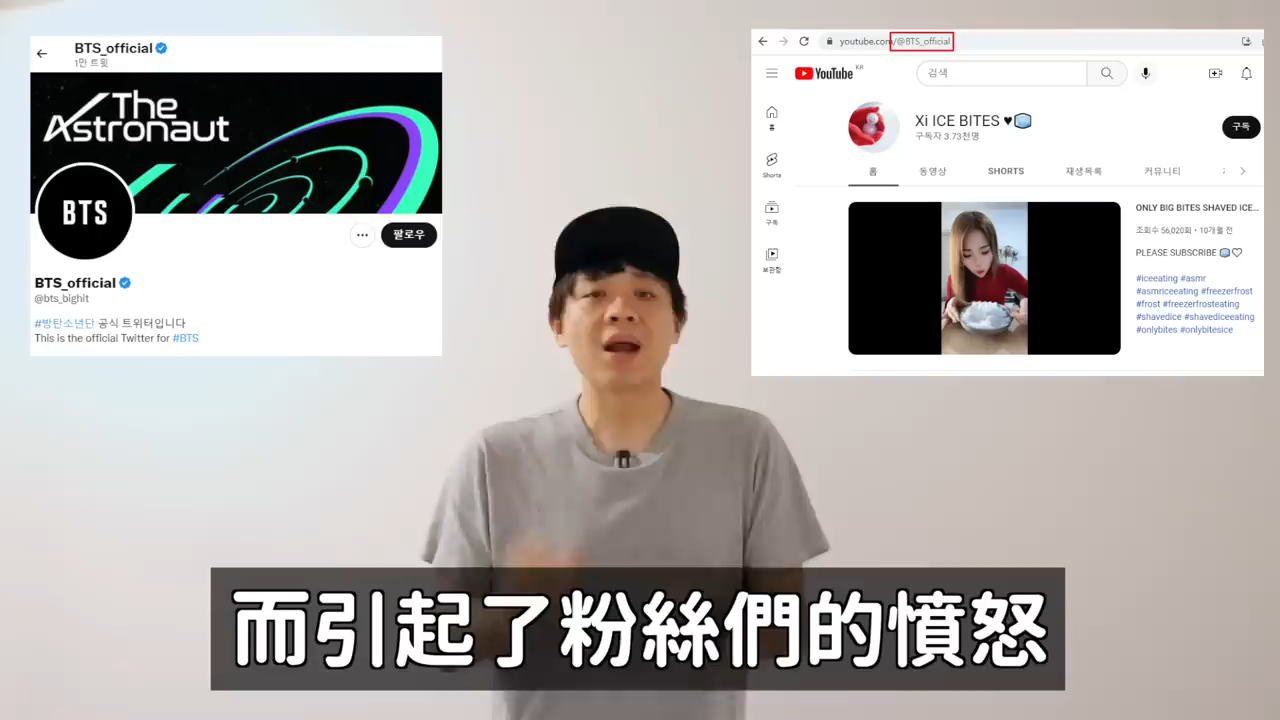 BTS_official
1만 트윗
The
Astronaut
BTS
팔로우
BTS_official
@bts_bighit
#방탄소년단 공식 트위터입니다
This is the official Twitter for #BTS
youtube.com/@BTS_official
YouTube KR
검색
홈
Shorts
구독
보관함
Xi ICE BITES ♥🧊
구독자 3.73천명
구독
홈 동영상 SHORTS 재생목록 커뮤니티
ONLY BIG BITES SHAVED ICE...
조회수 56,020회 • 10개월 전
PLEASE SUBSCRIBE 🧊♡
#iceeating #asmr
#asmriceeating #freezerfrost
#frost #freezerfrosteating
#shavedice #shavediceeating
#onlybites #onlybitesice
而引起了粉絲們的憤怒